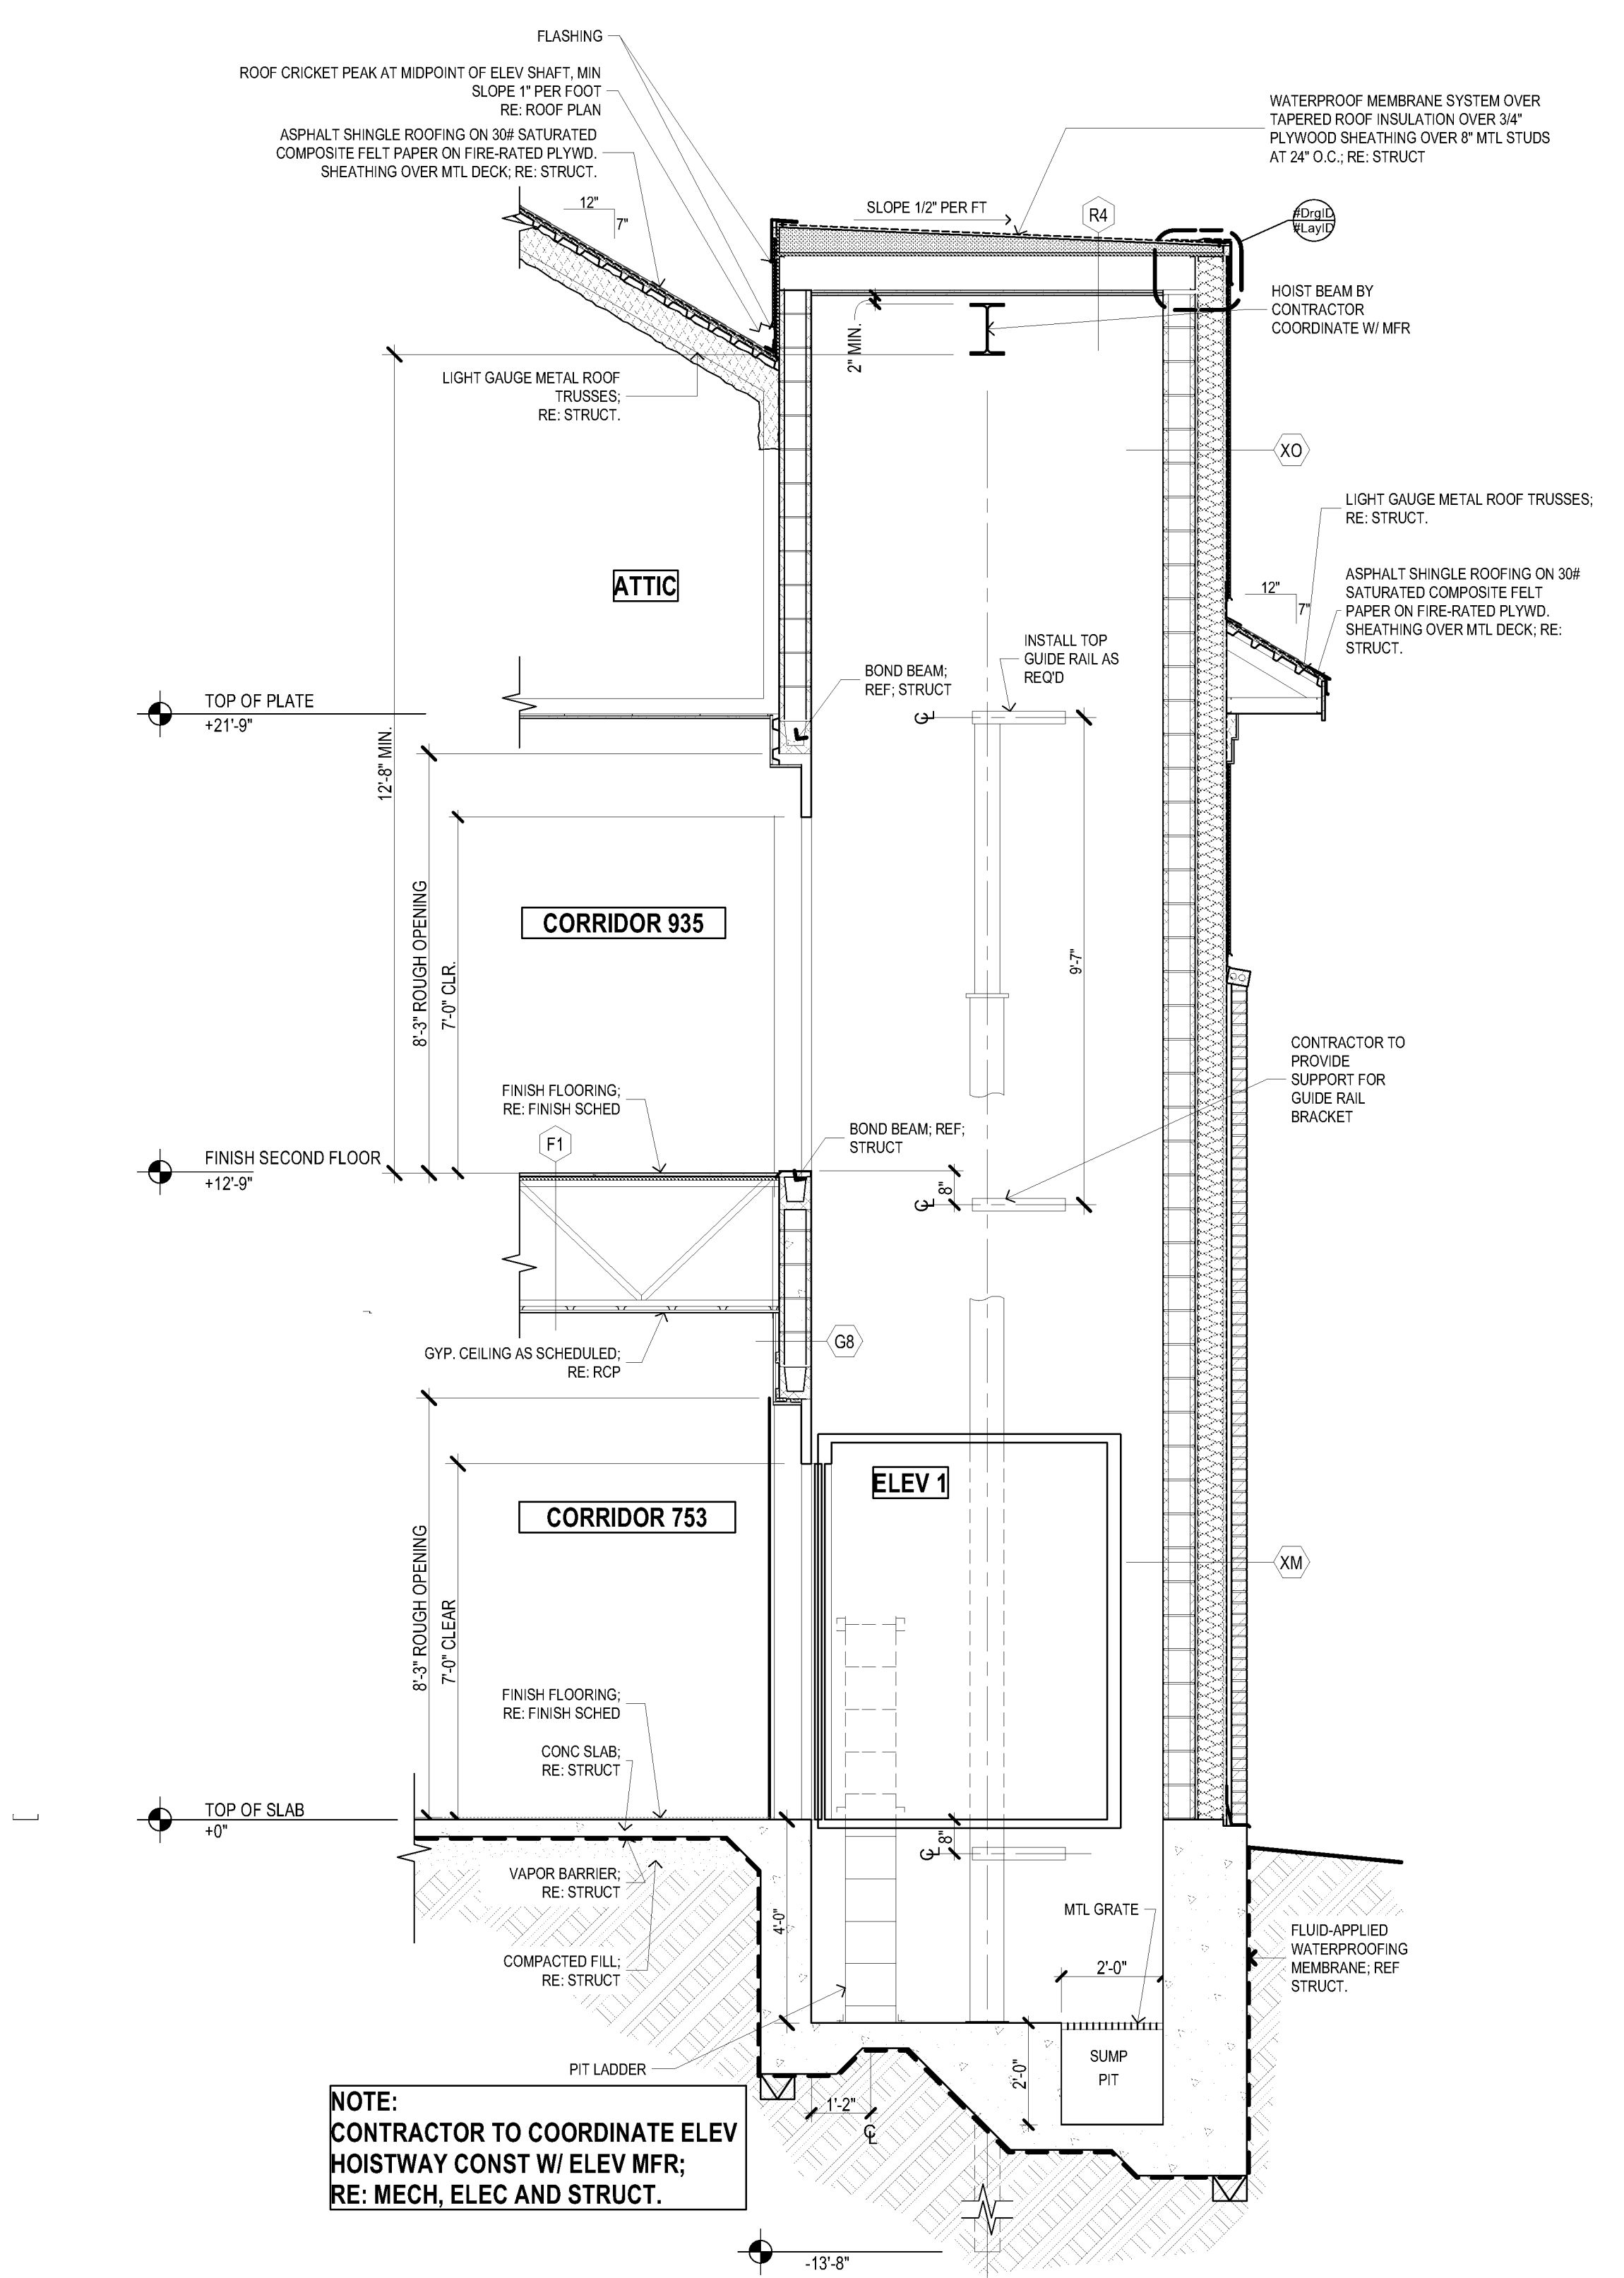 FLASHING
ROOF CRICKET PEAK AT MIDPOINT OF ELEV SHAFT, MIN
SLOPE 1" PER FOOT
RE: ROOF PLAN
ASPHALT SHINGLE ROOFING ON 30# SATURATED
COMPOSITE FELT PAPER ON FIRE-RATED PLYWD.
SHEATHING OVER MTL DECK; RE: STRUCT.
WATERPROOF MEMBRANE SYSTEM OVER
TAPERED ROOF INSULATION OVER 3/4"
PLYWOOD SHEATHING OVER 8" MTL STUDS
AT 24" O.C.; RE: STRUCT
12"
7"
SLOPE 1/2" PER FT
R4
#DrgID
#LayID
HOIST BEAM BY
CONTRACTOR
COORDINATE W/ MFR
2" MIN.
LIGHT GAUGE METAL ROOF
TRUSSES;
RE: STRUCT.
XO
LIGHT GAUGE METAL ROOF TRUSSES;
RE: STRUCT.
ASPHALT SHINGLE ROOFING ON 30#
SATURATED COMPOSITE FELT
PAPER ON FIRE-RATED PLYWD.
SHEATHING OVER MTL DECK; RE:
STRUCT.
12"
7"
ATTIC
INSTALL TOP
GUIDE RAIL AS
REQ'D
BOND BEAM;
REF; STRUCT
TOP OF PLATE
+21'-9"
CL
12'-8" MIN.
8'-3" ROUGH OPENING
7'-0" CLR.
CORRIDOR 935
9'-7"
CONTRACTOR TO
PROVIDE
SUPPORT FOR
GUIDE RAIL
BRACKET
FINISH FLOORING;
RE: FINISH SCHED
F1
BOND BEAM; REF;
STRUCT
FINISH SECOND FLOOR
+12'-9"
CL
8"
GYP. CEILING AS SCHEDULED;
RE: RCP
G8
ELEV 1
CORRIDOR 753
8'-3" ROUGH OPENING
7'-0" CLEAR
XM
FINISH FLOORING;
RE: FINISH SCHED
CONC SLAB;
RE: STRUCT
TOP OF SLAB
+0"
CL
8"
VAPOR BARRIER;
RE: STRUCT
4'-0"
MTL GRATE
FLUID-APPLIED
WATERPROOFING
MEMBRANE; REF
STRUCT.
COMPACTED FILL;
RE: STRUCT
2'-0"
PIT LADDER
2'-0"
SUMP
PIT
1'-2"
CL
NOTE:
CONTRACTOR TO COORDINATE ELEV
HOISTWAY CONST W/ ELEV MFR;
RE: MECH, ELEC AND STRUCT.
-13'-8"